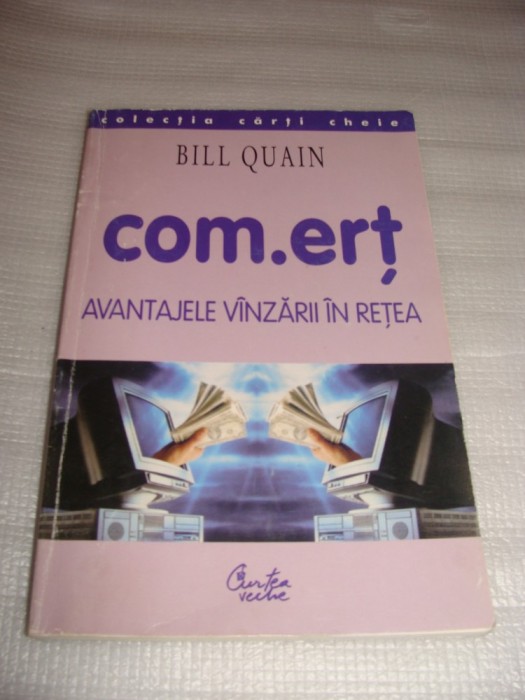 colecția cărți cheie
BILL QUAIN
com.erț
AVANTAJELE VÎNZĂRII ÎN REȚEA
Curtea
veche